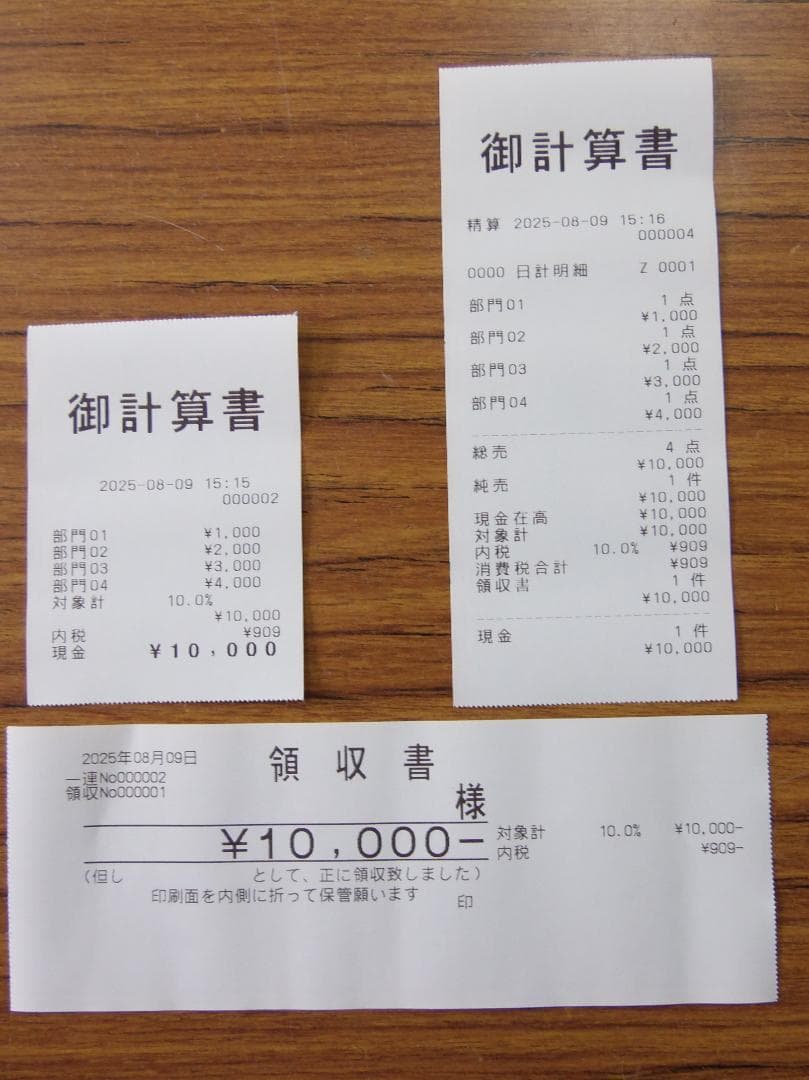 御計算書
2025-08-09 15:15
000002
部門01 ¥1,000
部門02 ¥2,000
部門03 ¥3,000
部門04 ¥4,000
対象計 10.0%
¥10,000
内税 ¥909
現金 ¥10,000
御計算書
精算 2025-08-09 15:16
000004
0000 日計明細 Z 0001
部門01 1 点
¥1,000
部門02 1 点
¥2,000
部門03 1 点
¥3,000
部門04 1 点
¥4,000
総売 4 点
¥10,000
純売 1 件
¥10,000
現金在高 ¥10,000
対象計 ¥10,000
内税 10.0% ¥909
消費税合計 ¥909
領収書 1 件
¥10,000
現金 1 件
¥10,000
2025年08月09日
一連No000002
領収No000001
領収書
様
¥10,000-
対象計 10.0% ¥10,000-
内税 ¥909-
(但し として、正に領収致しました)
印刷面を内側に折って保管願います
印